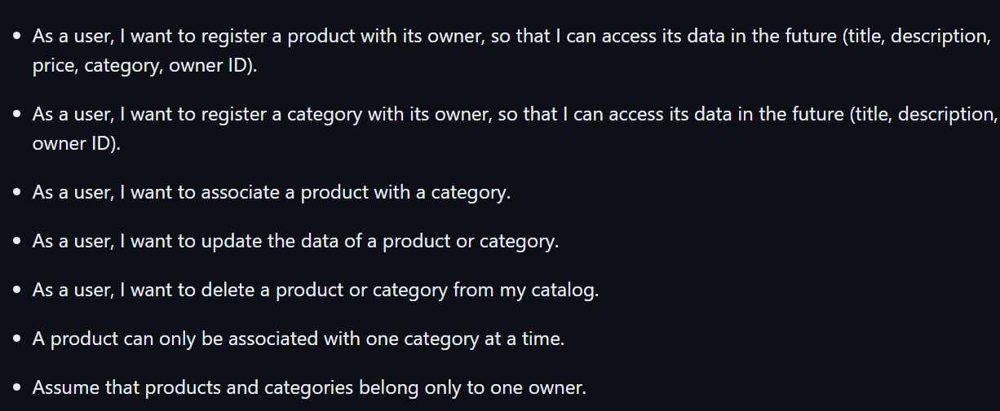 As a user, I want to register a product with its owner, so that I can access its data in the future (title, description,
price, category, owner ID).
As a user, I want to register a category with its owner, so that I can access its data in the future (title, description,
owner ID).
As a user, I want to associate a product with a category.
As a user, I want to update the data of a product or category.
As a user, I want to delete a product or category from my catalog.
A product can only be associated with one category at a time.
Assume that products and categories belong only to one owner.